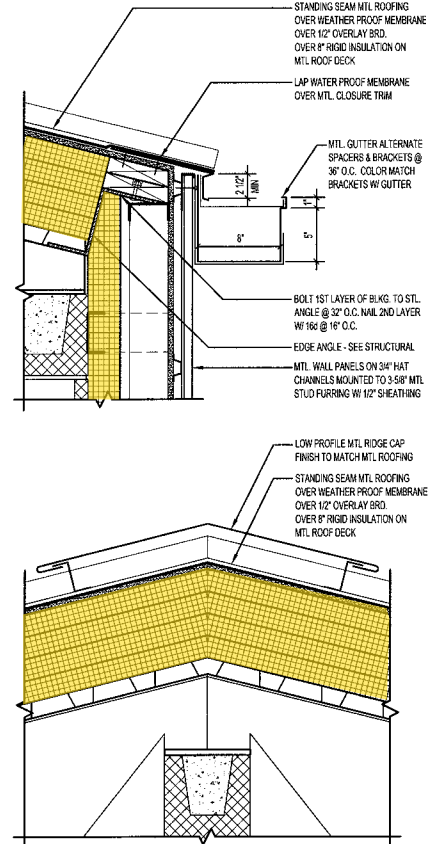 STANDING SEAM MTL ROOFING
OVER WEATHER PROOF MEMBRANE
OVER 1/2" OVERLAY BRD.
OVER 8" RIGID INSULATION ON
MTL ROOF DECK
LAP WATER PROOF MEMBRANE
OVER MTL. CLOSURE TRIM
MTL. GUTTER ALTERNATE
SPACERS & BRACKETS @
36" O.C. COLOR MATCH
BRACKETS W/ GUTTER
2 1/2"
MIN
1"
8"
5"
BOLT 1ST LAYER OF BLKG. TO STL.
ANGLE @ 32" O.C. NAIL 2ND LAYER
W/ 16d @ 16" O.C.
EDGE ANGLE - SEE STRUCTURAL
MTL. WALL PANELS ON 3/4" HAT
CHANNELS MOUNTED TO 3-5/8" MTL
STUD FURRING W/ 1/2" SHEATHING
LOW PROFILE MTL RIDGE CAP
FINISH TO MATCH MTL ROOFING
STANDING SEAM MTL ROOFING
OVER WEATHER PROOF MEMBRANE
OVER 1/2" OVERLAY BRD.
OVER 8" RIGID INSULATION ON
MTL ROOF DECK